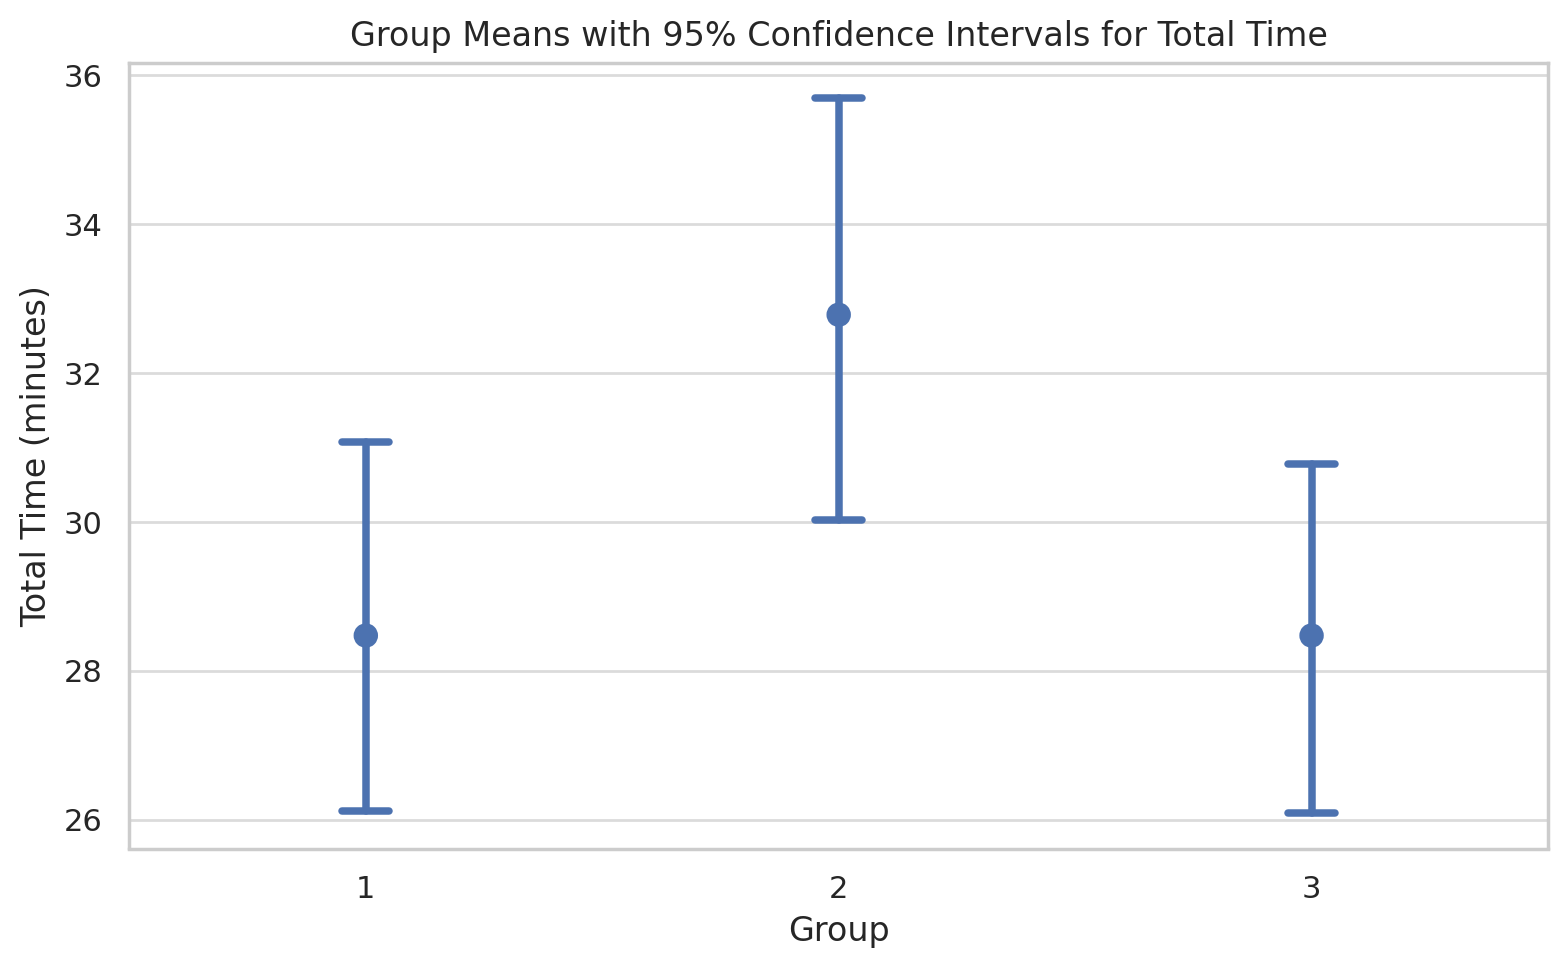 Group Means with 95% Confidence Intervals for Total Time
36
34
32
30
28
26
Total Time (minutes)
1 2 3
Group